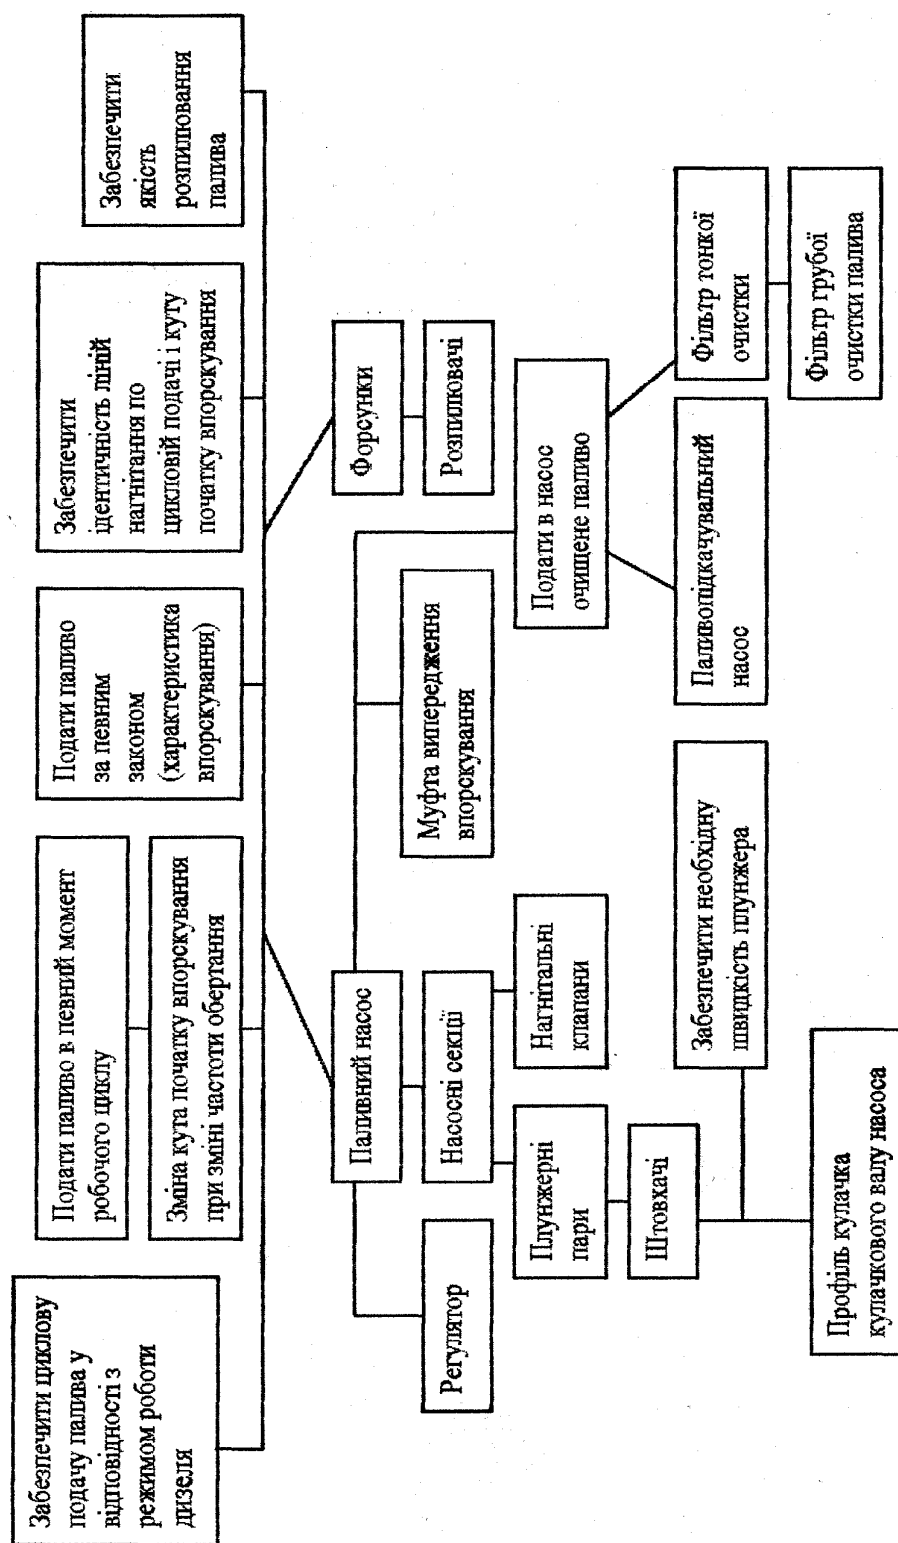 Забезпечити циклову
подачу палива у
відповідності з
режимом роботи
дизеля
Подати паливо в певний момент
робочого циклу
Зміна кута початку впорскування
при зміні частоти обертання
Подати паливо
за певним
законом
(характеристика
впорскування)
Забезпечити
ідентичність ліній
нагнітання по
цикловій подачі і куту
початку впорскування
Забезпечити
якість
розпилювання
палива
Паливний насос
Форсунки
Регулятор
Насосні секції
Муфта випередження
впорскування
Розпилювачі
Плунжерні
пари
Нагнітальні
клапани
Подати в насос
очищене паливо
Штовхачі
Забезпечити необхідну
швидкість плунжера
Паливопідкачувальний
насос
Фільтр тонкої
очистки
Профіль кулачка
кулачкового валу насоса
Фільтр грубої
очистки палива